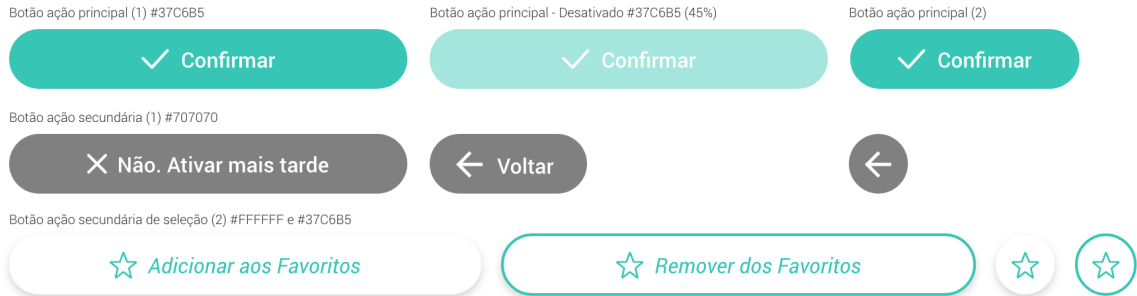 Botão ação principal (1) #37C6B5
Botão ação principal - Desativado #37C6B5 (45%)
Botão ação principal (2)
Confirmar
Confirmar
Confirmar
Botão ação secundária (1) #707070
Não. Ativar mais tarde
Voltar
Botão ação secundária de seleção (2) #FFFFFF e #37C6B5
Adicionar aos Favoritos
Remover dos Favoritos